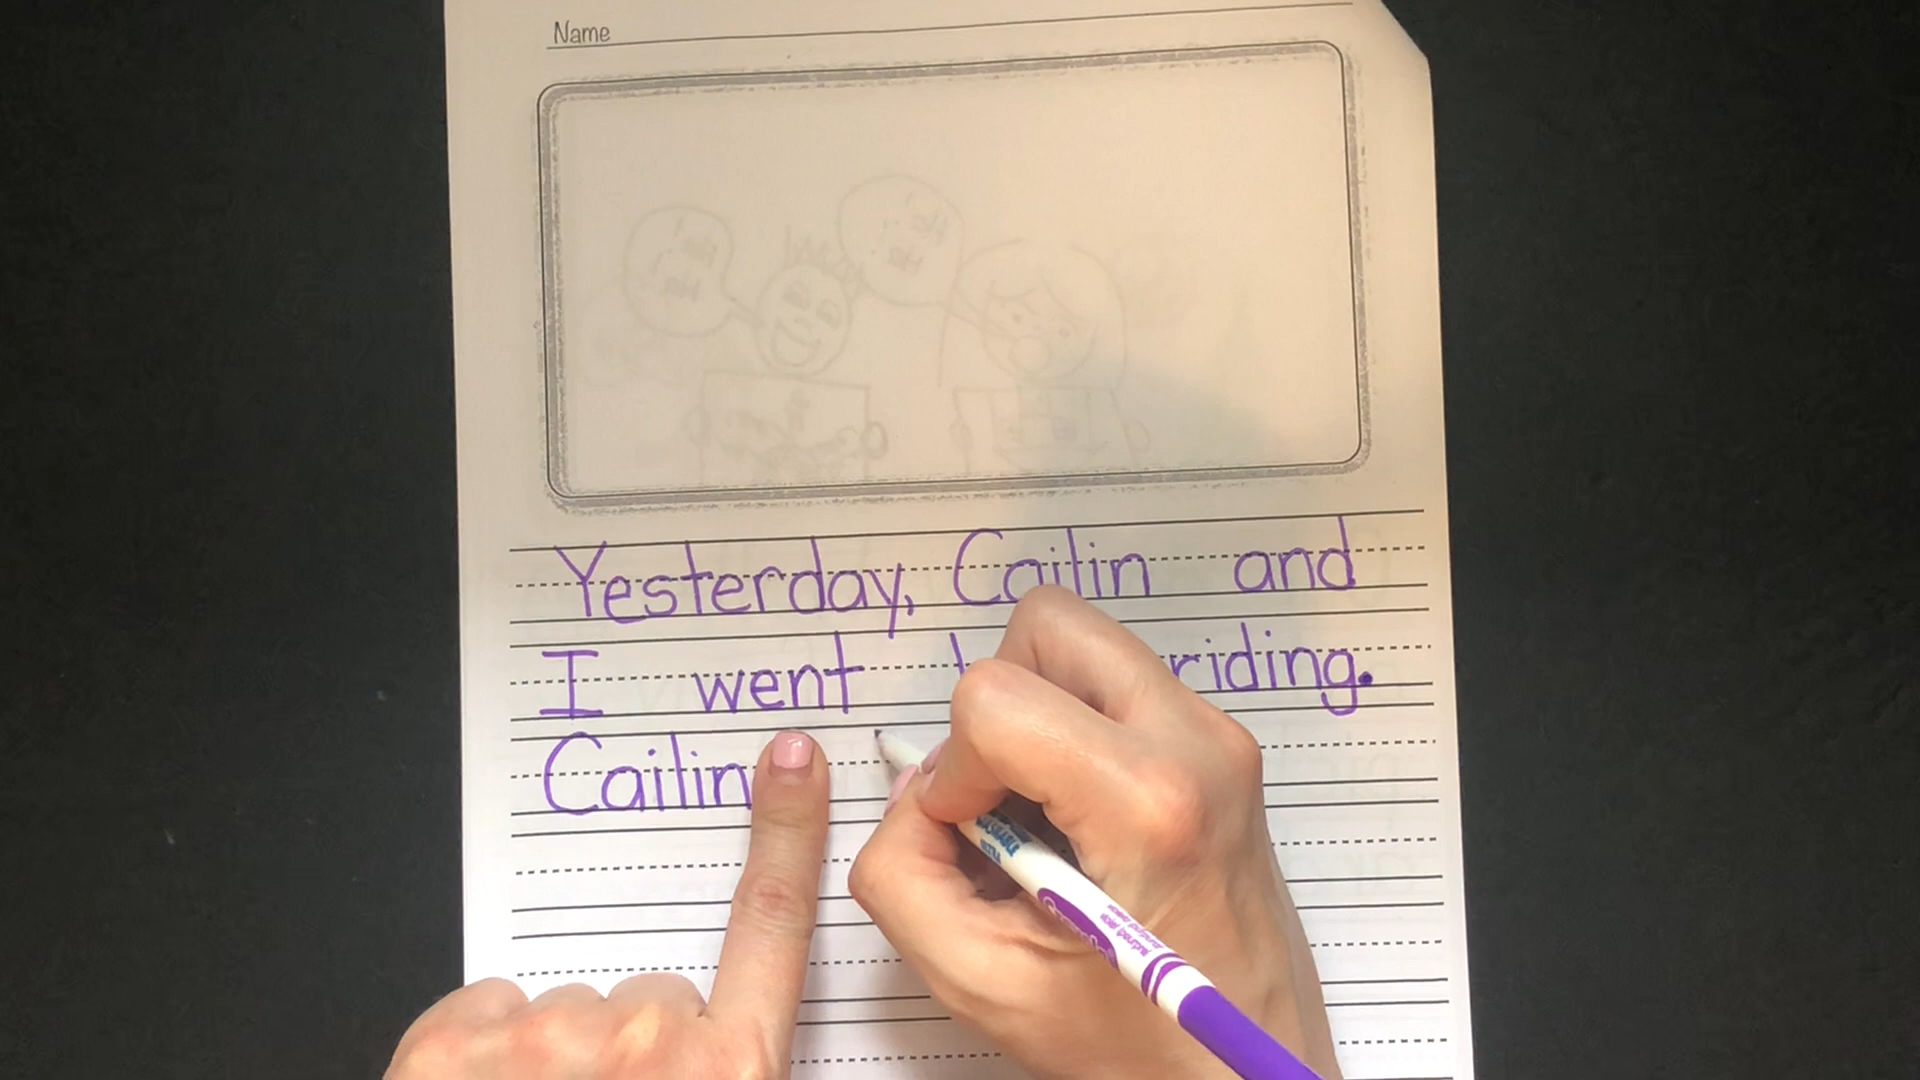 Name
Yesterday, Cailin and
I went riding.
Cailin